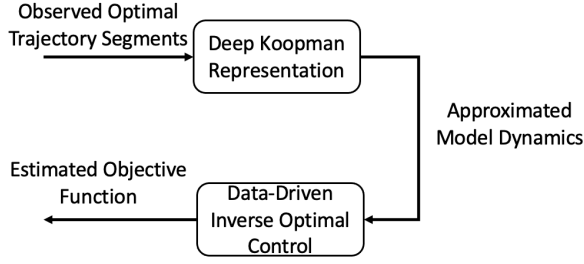 Observed Optimal
Trajectory Segments
Deep Koopman
Representation
Approximated
Model Dynamics
Estimated Objective
Function
Data-Driven
Inverse Optimal
Control